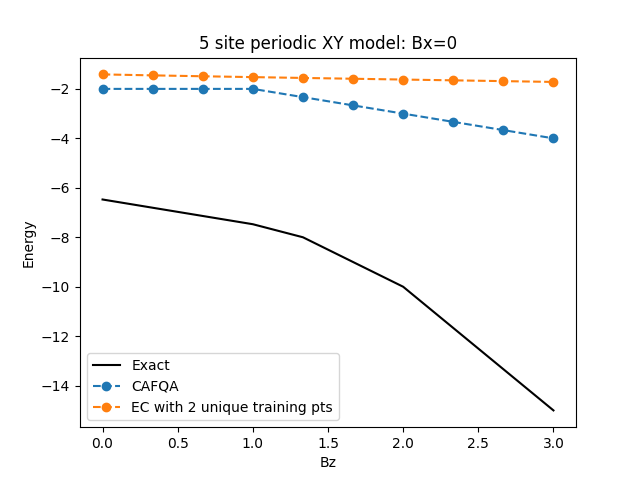 5 site periodic XY model: Bx=0
Energy
−2
−4
−6
−8
−10
−12
−14
Exact
CAFQA
EC with 2 unique training pts
0.0 0.5 1.0 1.5 2.0 2.5 3.0
Bz